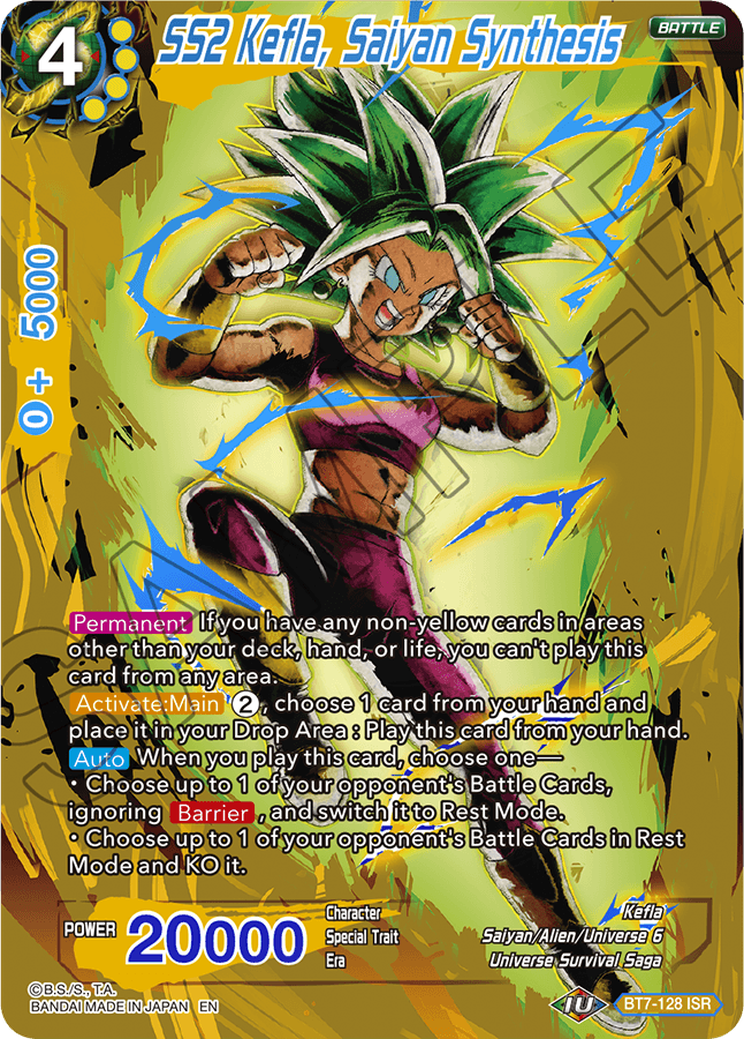 4
SS2 Kefla, Saiyan Synthesis
BATTLE
0+ 5000
SAMPLE
Permanent If you have any non-yellow cards in areas
other than your deck, hand, or life, you can't play this
card from any area.
Activate:Main 2, choose 1 card from your hand and
place it in your Drop Area : Play this card from your hand.
Auto When you play this card, choose one—
・Choose up to 1 of your opponent's Battle Cards,
ignoring Barrier, and switch it to Rest Mode.
・Choose up to 1 of your opponent's Battle Cards in Rest
Mode and KO it.
POWER 20000
Character Kefla
Special Trait Saiyan/Alien/Universe 6
Era Universe Survival Saga
©B.S./S., T.A.
BANDAI MADE IN JAPAN EN
IU BT7-128 ISR